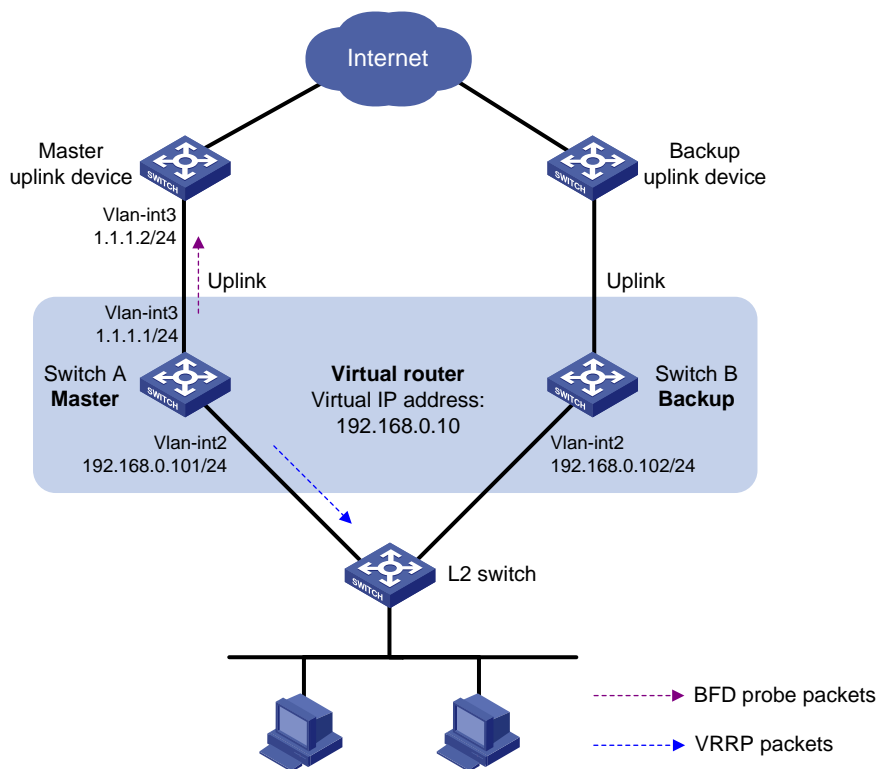 Internet
Master
uplink device
SWITCH
SWITCH
Backup
uplink device
Vlan-int3
1.1.1.2/24
Uplink
Uplink
Vlan-int3
1.1.1.1/24
Switch A
Master
SWITCH
Virtual router
Virtual IP address:
192.168.0.10
SWITCH
Switch B
Backup
Vlan-int2
192.168.0.101/24
Vlan-int2
192.168.0.102/24
SWITCH
L2 switch
BFD probe packets
VRRP packets